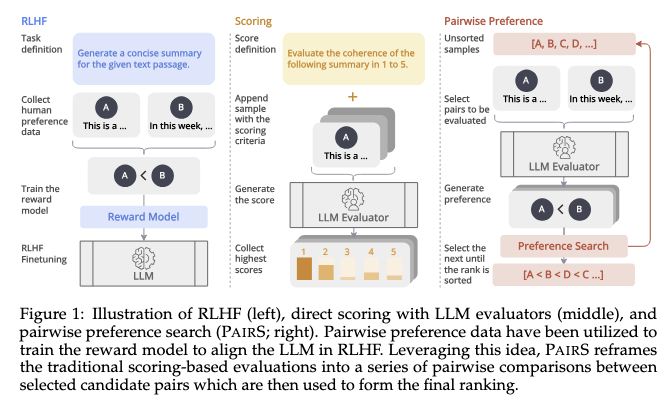 RLHF
Task
definition
Generate a concise summary
for the given text passage.
Collect
human
preference
data
A
This is a ...
B
In this week, ...
A < B
Train the
reward
model
Reward Model
RLHF
Finetuning
LLM
Scoring
Score
definition
Evaluate the coherence of the
following summary in 1 to 5.
+
Append
sample
with the
scoring
criteria
A
This is a ...
Generate
the score
LLM Evaluator
Collect
highest
scores
1 2 3 4 5
Pairwise Preference
Unsorted
samples
[A, B, C, D, ...]
Select
pairs to be
evaluated
A
This is a ...
B
In this week, ...
LLM Evaluator
Generate
preference
A < B
Select the
next until
the rank is
sorted
Preference Search
[A < B < D < C ...]
Figure 1: Illustration of RLHF (left), direct scoring with LLM evaluators (middle), and
pairwise preference search (PAIRS; right). Pairwise preference data have been utilized to
train the reward model to align the LLM in RLHF. Leveraging this idea, PAIRS reframes
the traditional scoring-based evaluations into a series of pairwise comparisons between
selected candidate pairs which are then used to form the final ranking.